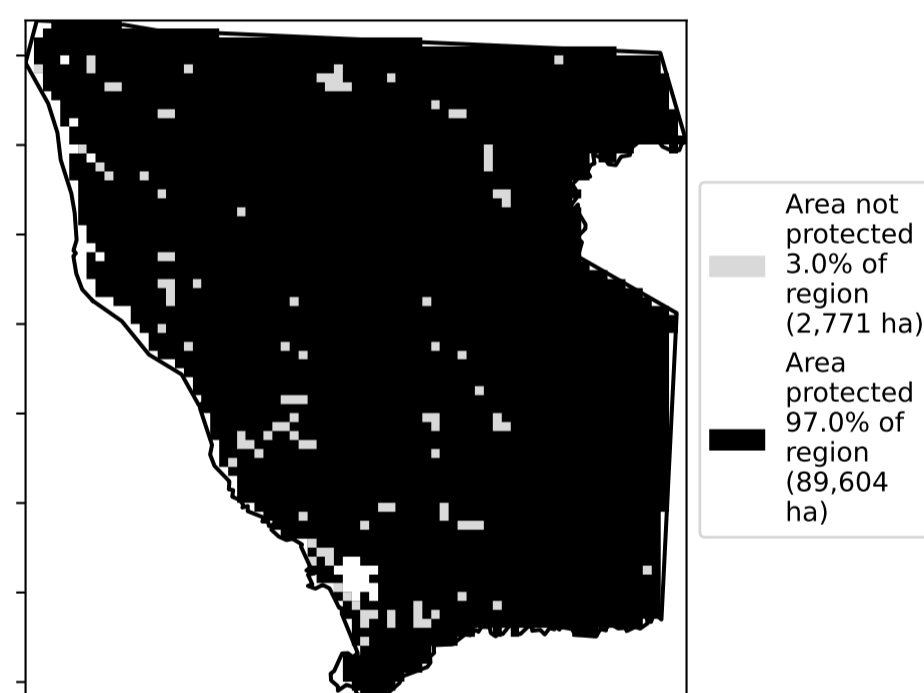 Area not
protected
3.0% of
region
(2,771 ha)
Area
protected
97.0% of
region
(89,604
ha)